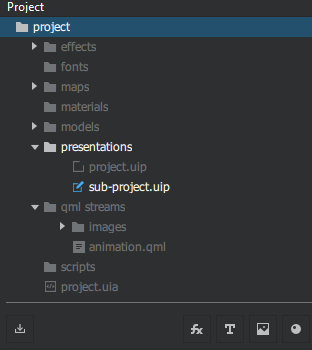 Project
project
effects
fonts
maps
materials
models
presentations
project.uip
sub-project.uip
qml streams
images
animation.qml
scripts
project.uia
fx T